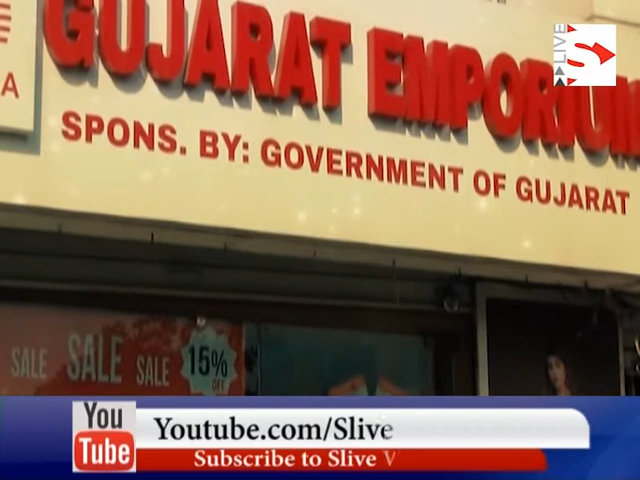 LIVE
S
GUJARAT EMPORIUM
A
SPONS. BY: GOVERNMENT OF GUJARAT
SALE SALE SALE 15% OFF
You Tube
Youtube.com/Slive
Subscribe to Slive V